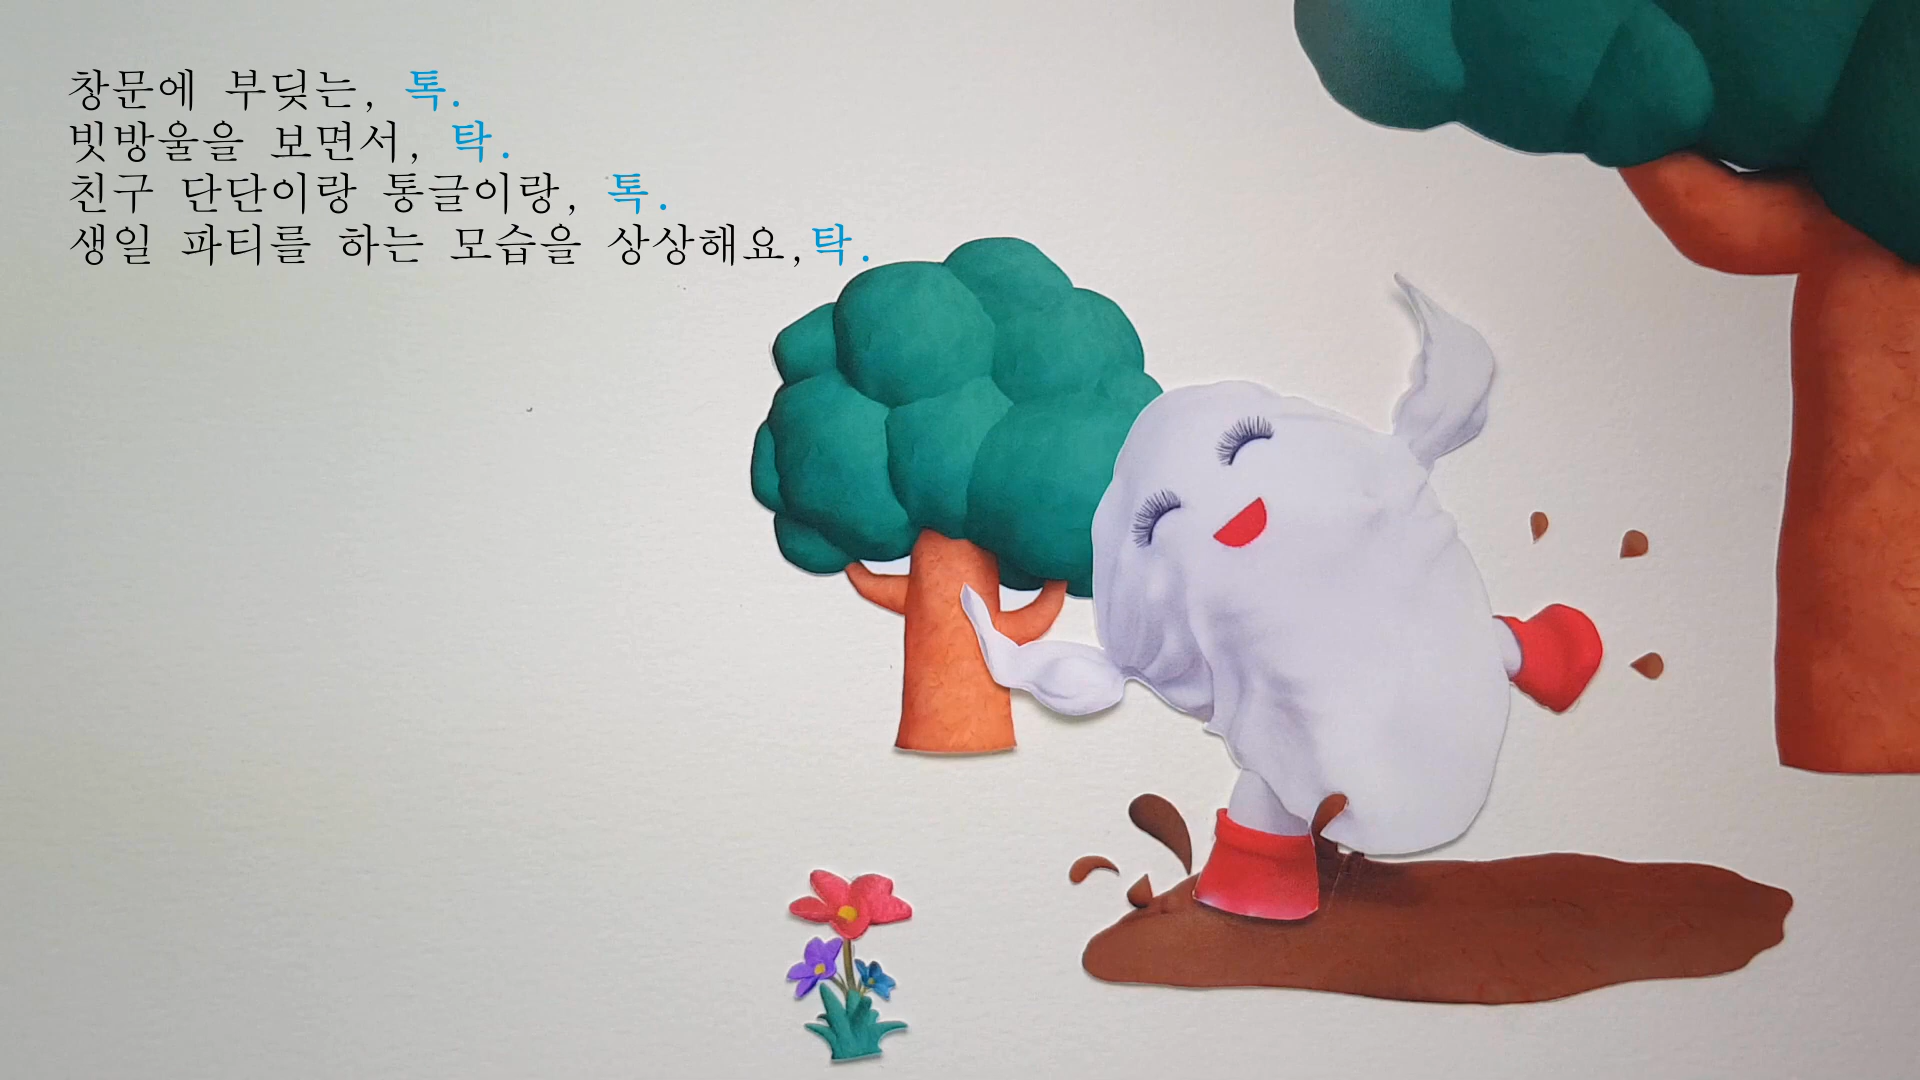 창문에 부딪는, 톡.
빗방울을 보면서, 탁.
친구 단단이랑 통글이랑, 톡.
생일 파티를 하는 모습을 상상해요,탁.